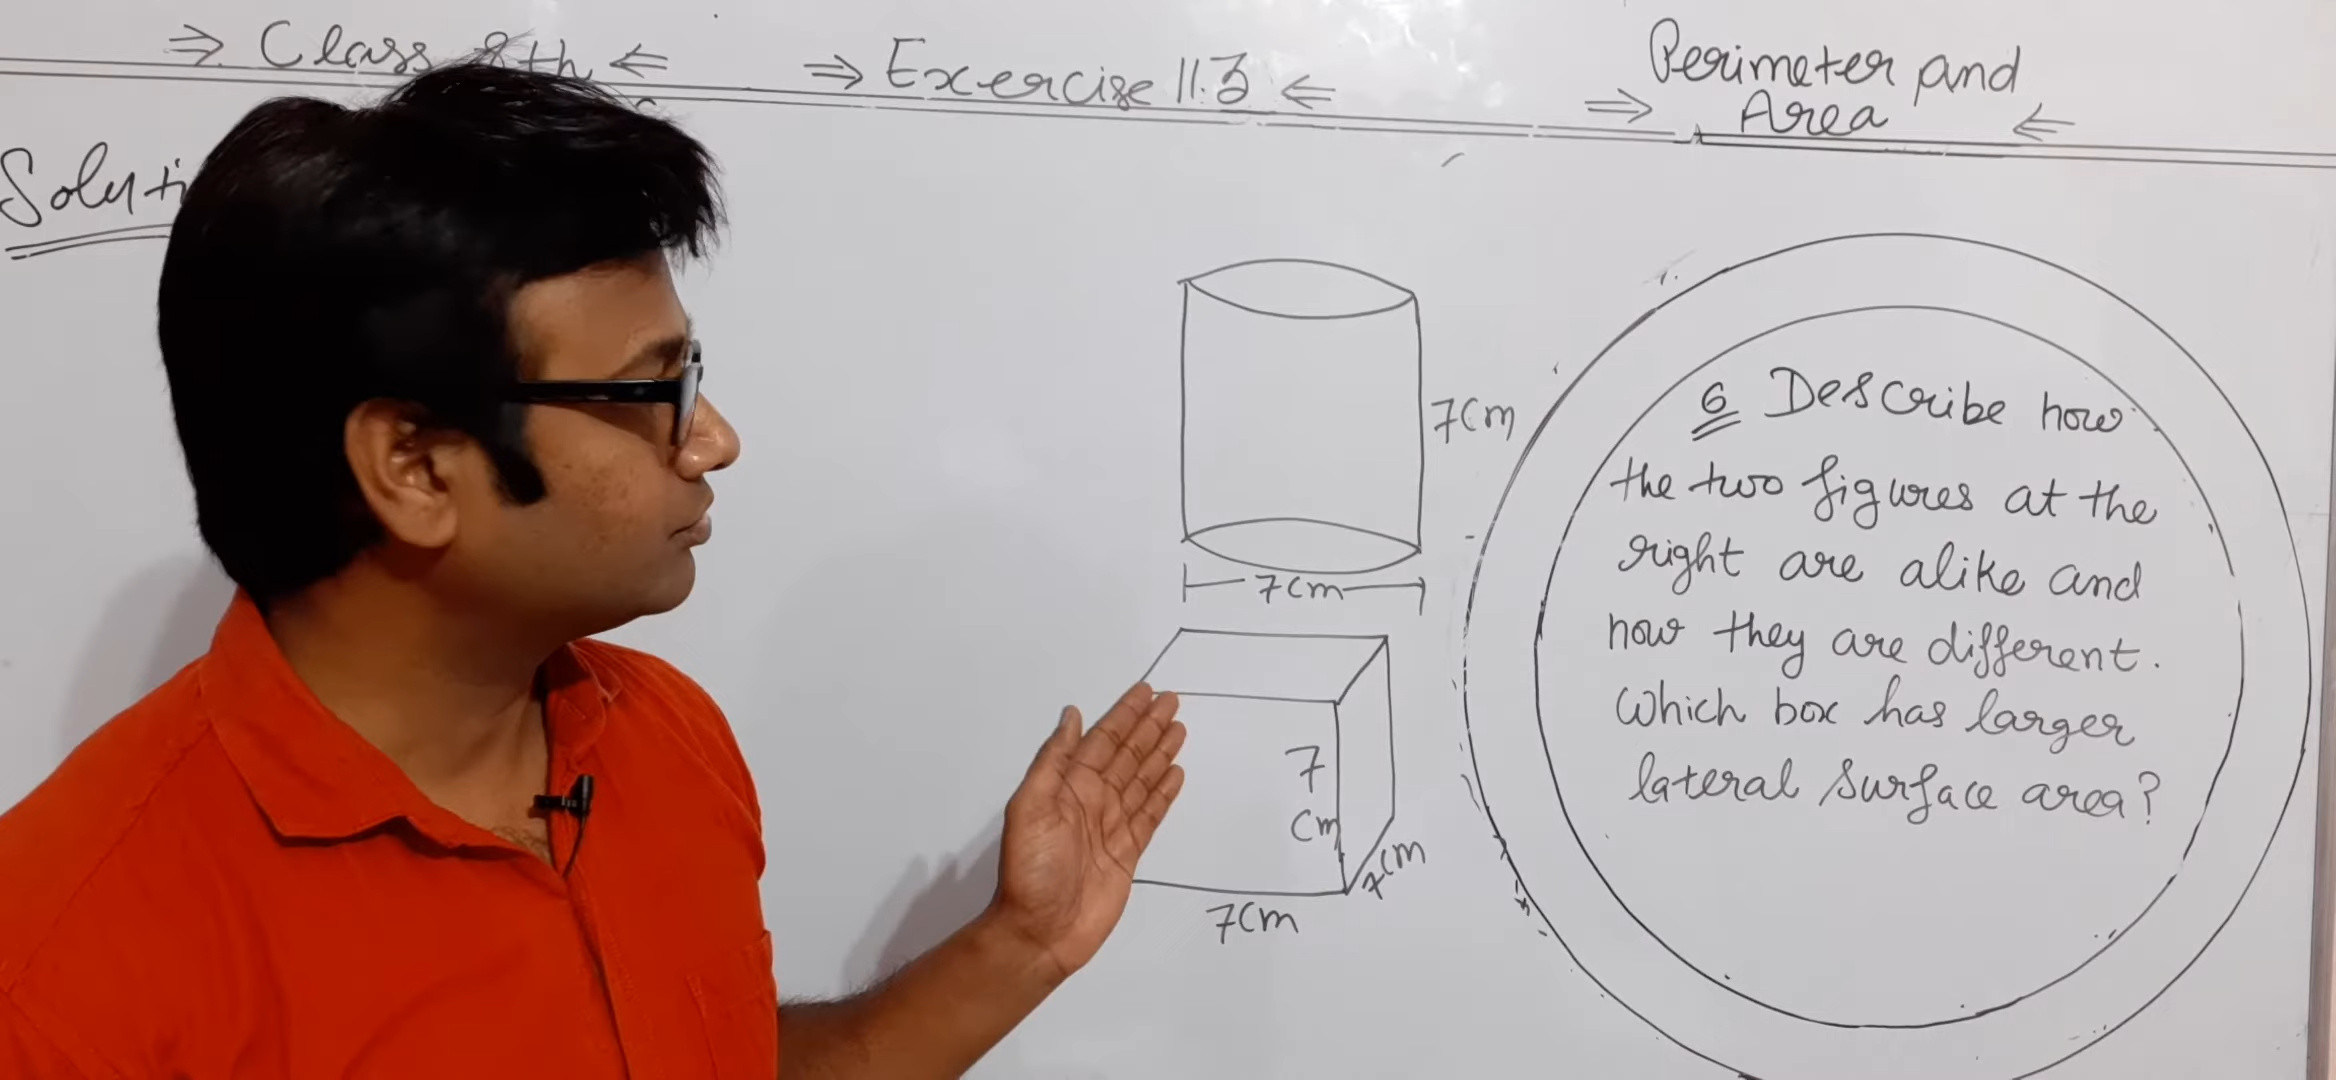 ⇒ Class 8th ⇐
⇒ Exercise 11.3 ⇐
Perimeter and
⇒ Area ⇐
7cm
7cm
7
cm
7cm
7cm
6 Describe how
the two figures at the
right are alike and
how they are different.
Which box has larger
lateral surface area?